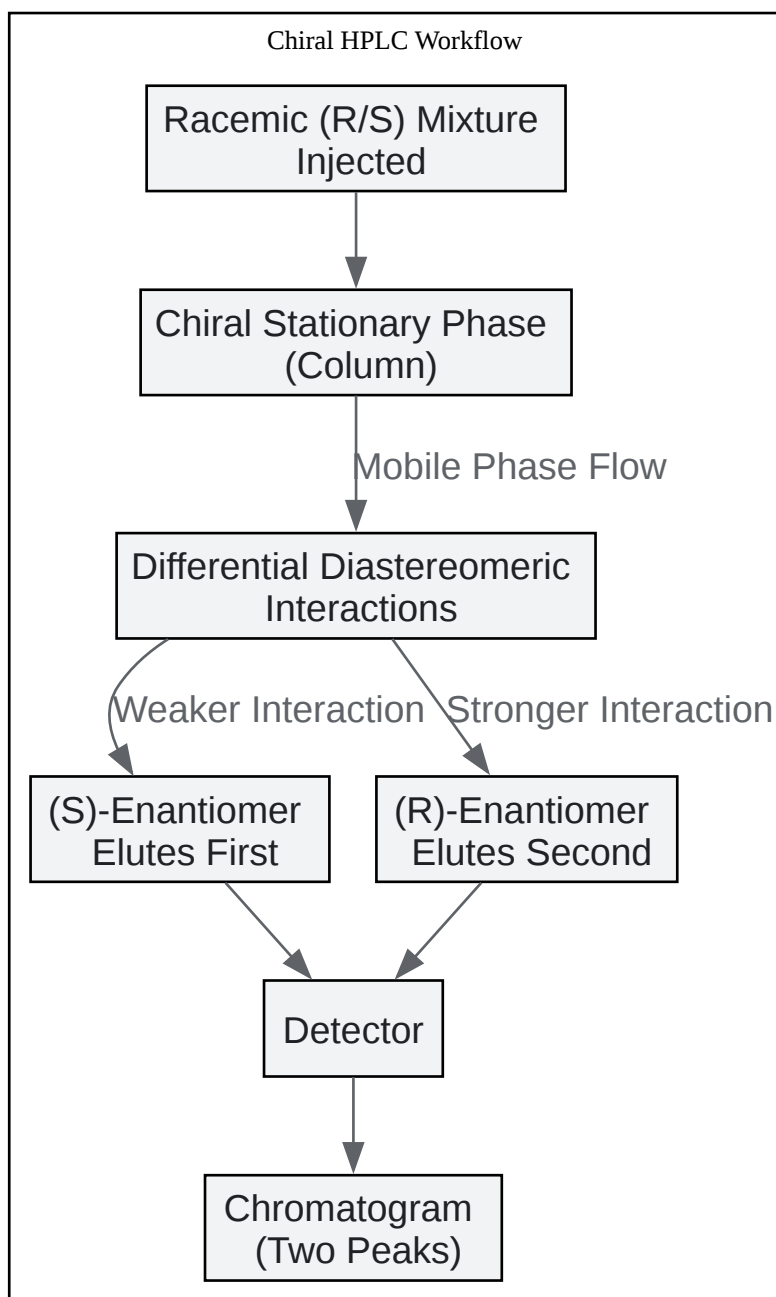 Chiral HPLC Workflow
Racemic (R/S) Mixture
Injected
Chiral Stationary Phase
(Column)
Mobile Phase Flow
Differential Diastereomeric
Interactions
Weaker Interaction
Stronger Interaction
(S)-Enantiomer
Elutes First
(R)-Enantiomer
Elutes Second
Detector
Chromatogram
(Two Peaks)